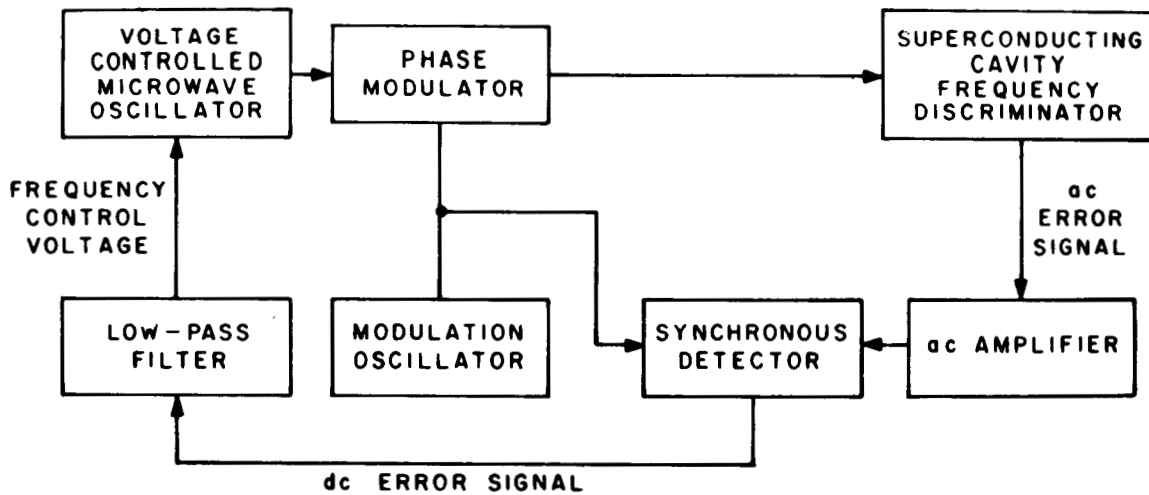 VOLTAGE
CONTROLLED
MICROWAVE
OSCILLATOR
PHASE
MODULATOR
SUPERCONDUCTING
CAVITY
FREQUENCY
DISCRIMINATOR
FREQUENCY
CONTROL
VOLTAGE
ac
ERROR
SIGNAL
LOW-PASS
FILTER
MODULATION
OSCILLATOR
SYNCHRONOUS
DETECTOR
ac AMPLIFIER
dc ERROR SIGNAL